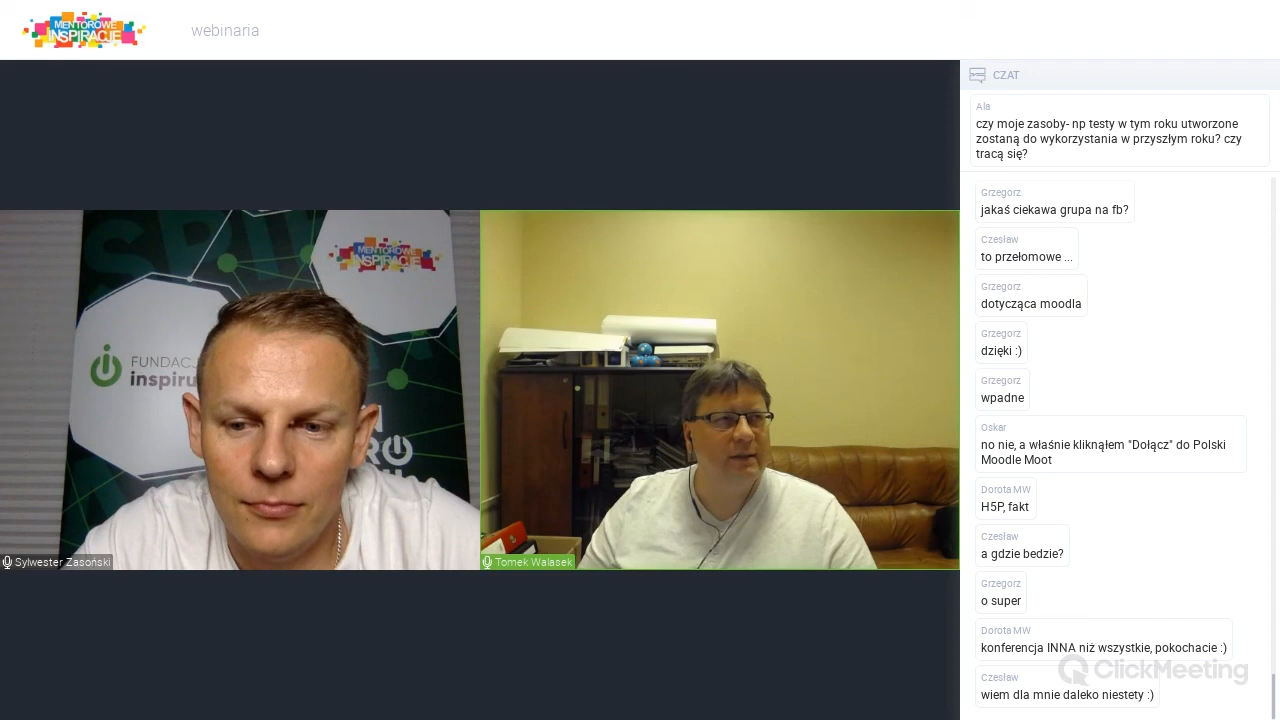 MENTOROWE
INSPIRACJE
webinaria
CZAT
Ala
czy moje zasoby- np testy w tym roku utworzone
zostaną do wykorzystania w przyszłym roku? czy
tracą się?
Grzegorz
jakaś ciekawa grupa na fb?
Czesław
to przełomowe ...
Grzegorz
dotycząca moodla
Grzegorz
dzięki :)
Grzegorz
wpadne
Oskar
no nie, a właśnie kliknąłem "Dołącz" do Polski
Moodle Moot
Dorota MW
H5P, fakt
Czesław
a gdzie bedzie?
Grzegorz
o super
Dorota MW
konferencja INNA niż wszystkie, pokochacie :)
Czesław
wiem dla mnie daleko niestety :)
ClickMeeting
MENTOROWE
INSPIRACJE
FUNDACJ
inspiru
Sylwester Zasoński
Tomek Walasek